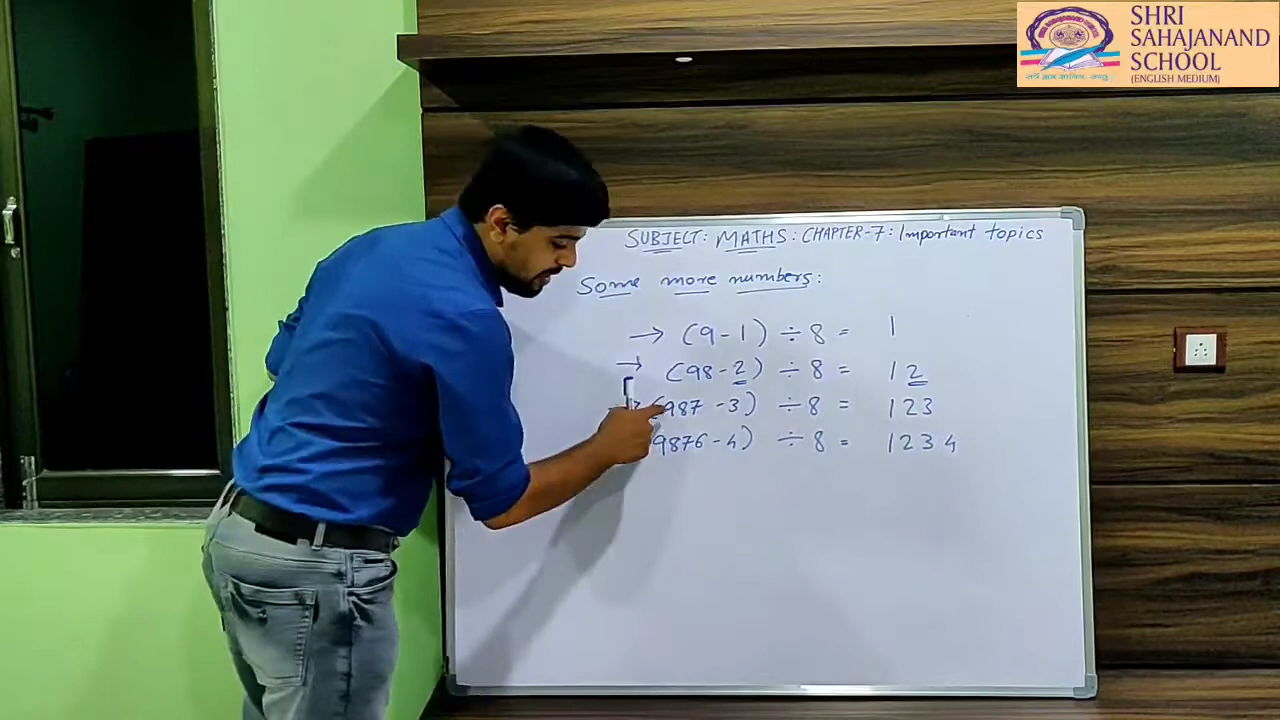 SHRI
SAHAJANAND
SCHOOL
(ENGLISH MEDIUM)
SUBJECT: MATHS: CHAPTER-7: Important topics
Some more numbers:
→ (9-1) ÷ 8 = 1
→ (98-2) ÷ 8 = 12
(987-3) ÷ 8 = 123
9876-4) ÷ 8 = 1234